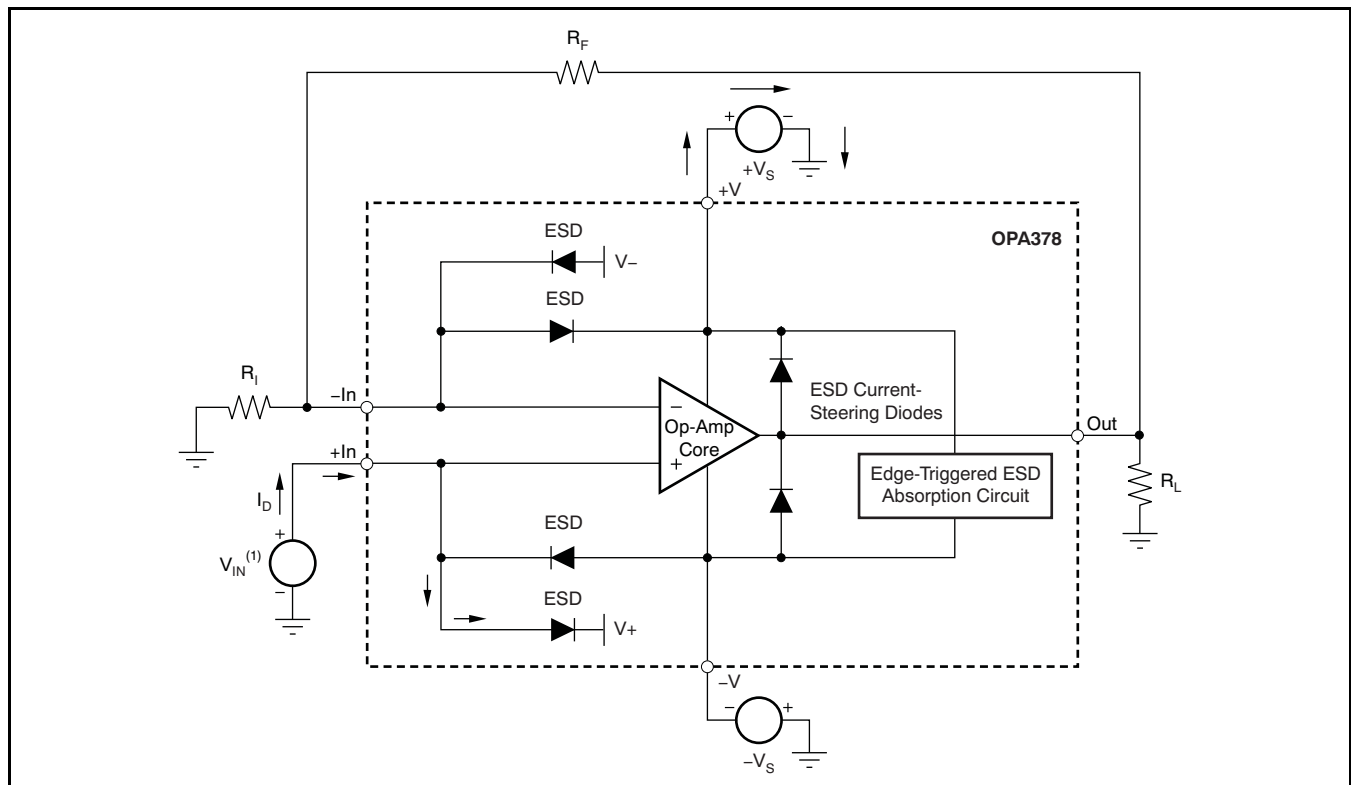 R_F
+ −
+V_S
+V
ESD
OPA378
V−
ESD
R_I
−In
−
Op-Amp
Core
+
ESD Current-
Steering Diodes
Out
+In
Edge-Triggered ESD
Absorption Circuit
R_L
I_D
ESD
+
V_IN^(1)
−
ESD
V+
−V
− +
−V_S